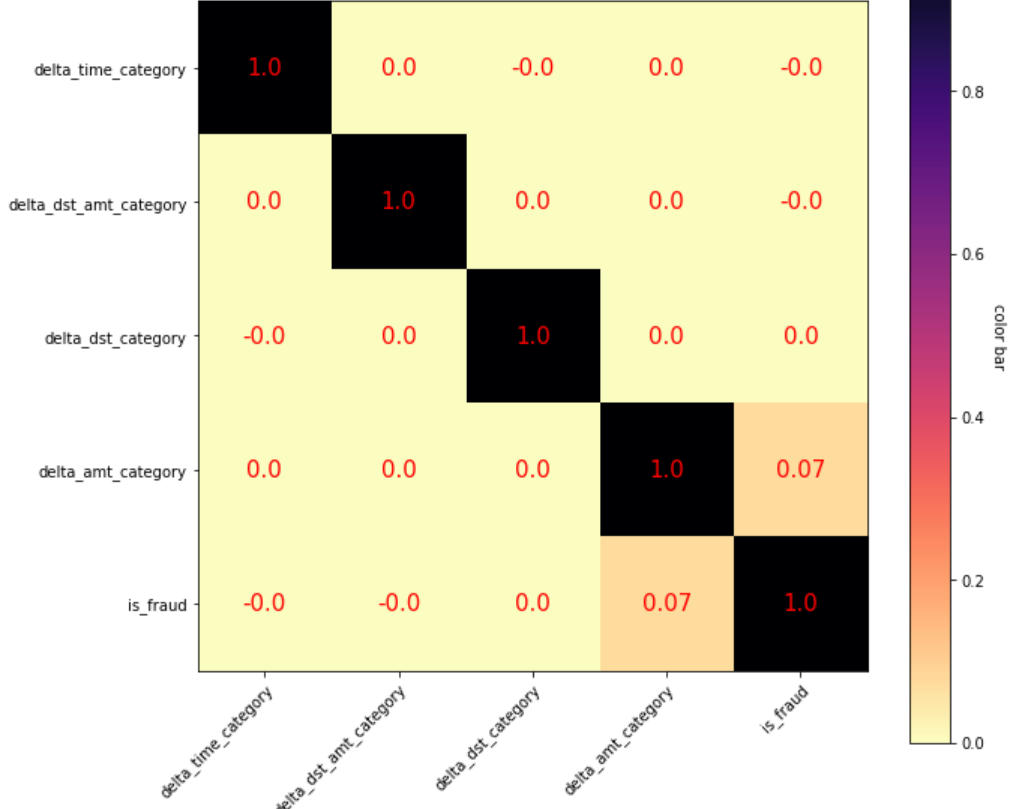 delta_time_category 1.0 0.0 -0.0 0.0 -0.0
0.8
delta_dst_amt_category 0.0 1.0 0.0 0.0 -0.0
0.6
delta_dst_category -0.0 0.0 1.0 0.0 0.0
color bar
0.4
delta_amt_category 0.0 0.0 0.0 1.0 0.07
0.2
is_fraud -0.0 -0.0 0.0 0.07 1.0
0.0
delta_time_category
delta_dst_amt_category
delta_dst_category
delta_amt_category
is_fraud